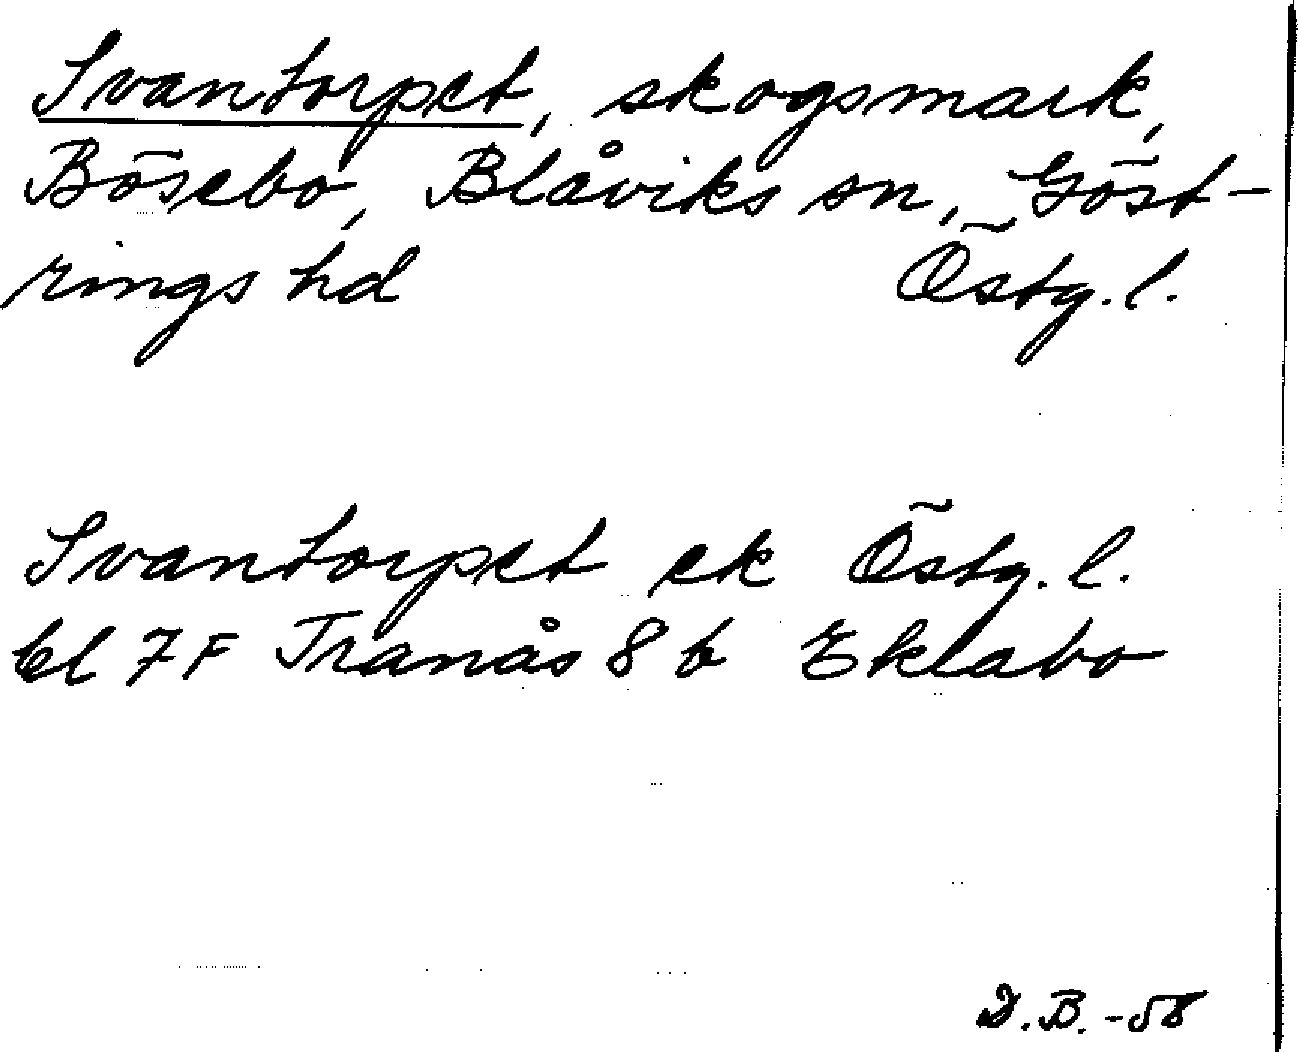 Svantorpet, skogsmark,
Bösebo, Blåviks sn, Göst-
rings hd Östg. l.
Svantorpet ek Östg. l.
bl 7F Tranås 8 b Eklabo
D.B. -58